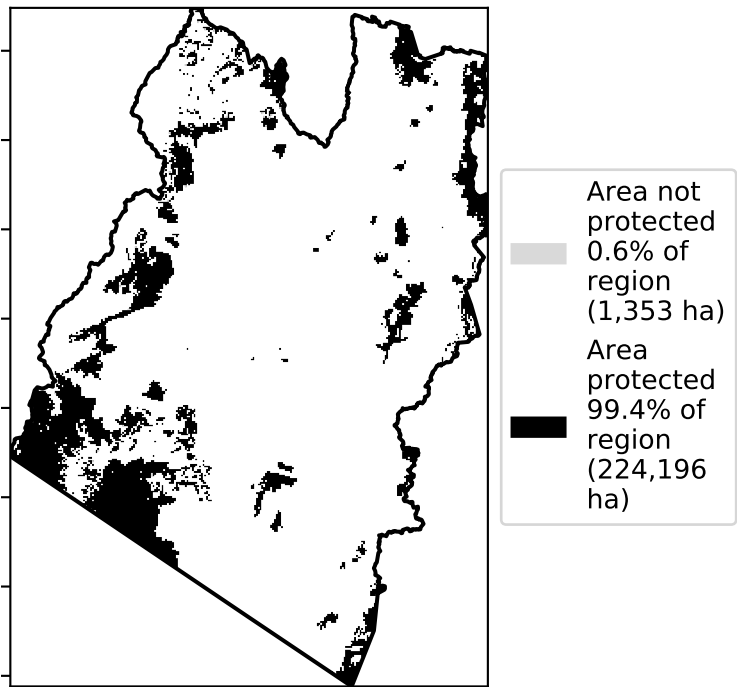 Area not
protected
0.6% of
region
(1,353 ha)
Area
protected
99.4% of
region
(224,196
ha)